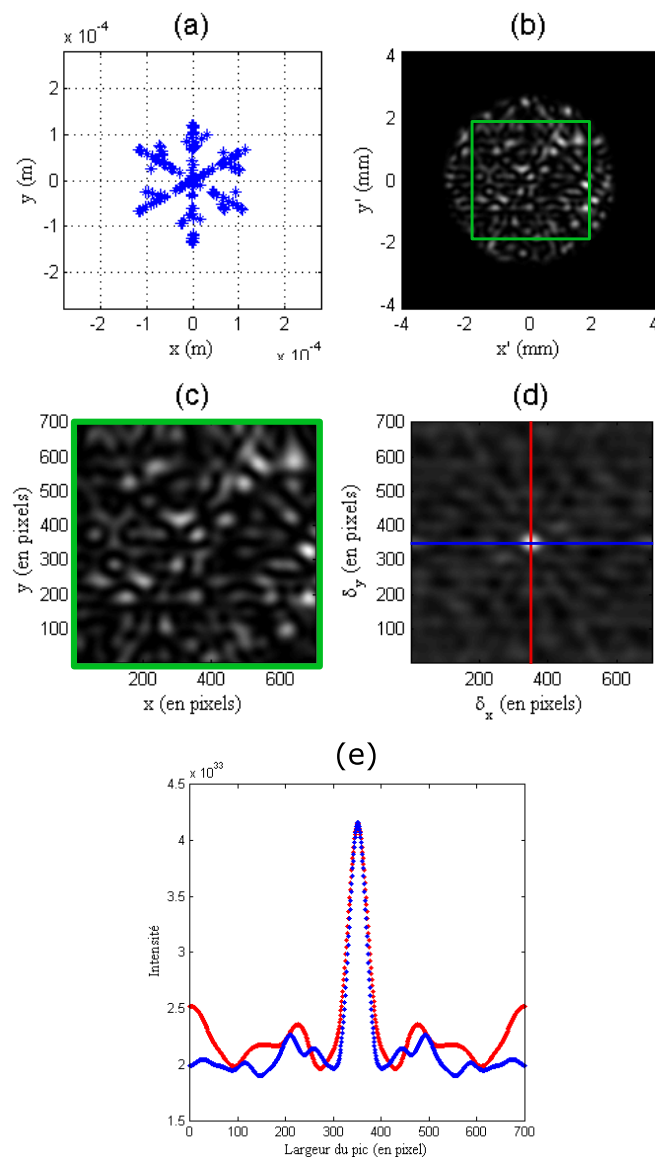 (a)
x 10^-4
2
1
0
-1
-2
y (m)
-2 -1 0 1 2
x (m)
x 10^-4
(b)
4
2
0
-2
-4
y' (mm)
-4 -2 0 2 4
x' (mm)
(c)
700
600
500
400
300
200
100
y (en pixels)
200 400 600
x (en pixels)
(d)
700
600
500
400
300
200
100
δ_y (en pixels)
200 400 600
δ_x (en pixels)
(e)
x 10^33
4.5
4
3.5
3
2.5
2
1.5
Intensité
0 100 200 300 400 500 600 700
Largeur du pic (en pixel)